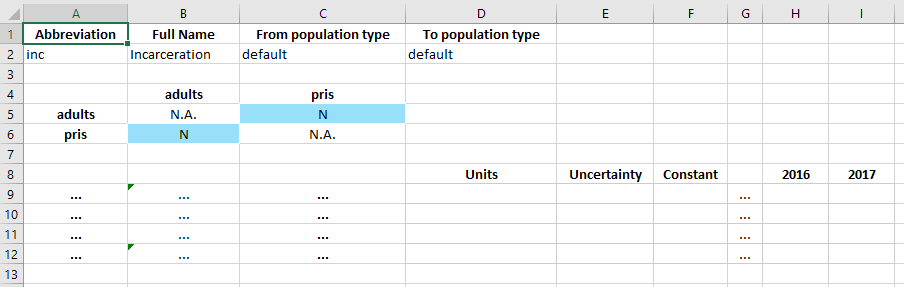 A B C D E F G H I
1 Abbreviation Full Name From population type To population type
2 inc Incarceration default default
3
4 adults pris
5 adults N.A. N
6 pris N N.A.
7
8 Units Uncertainty Constant 2016 2017
9 ... ... ... ...
10 ... ... ... ...
11 ... ... ... ...
12 ... ... ... ...
13